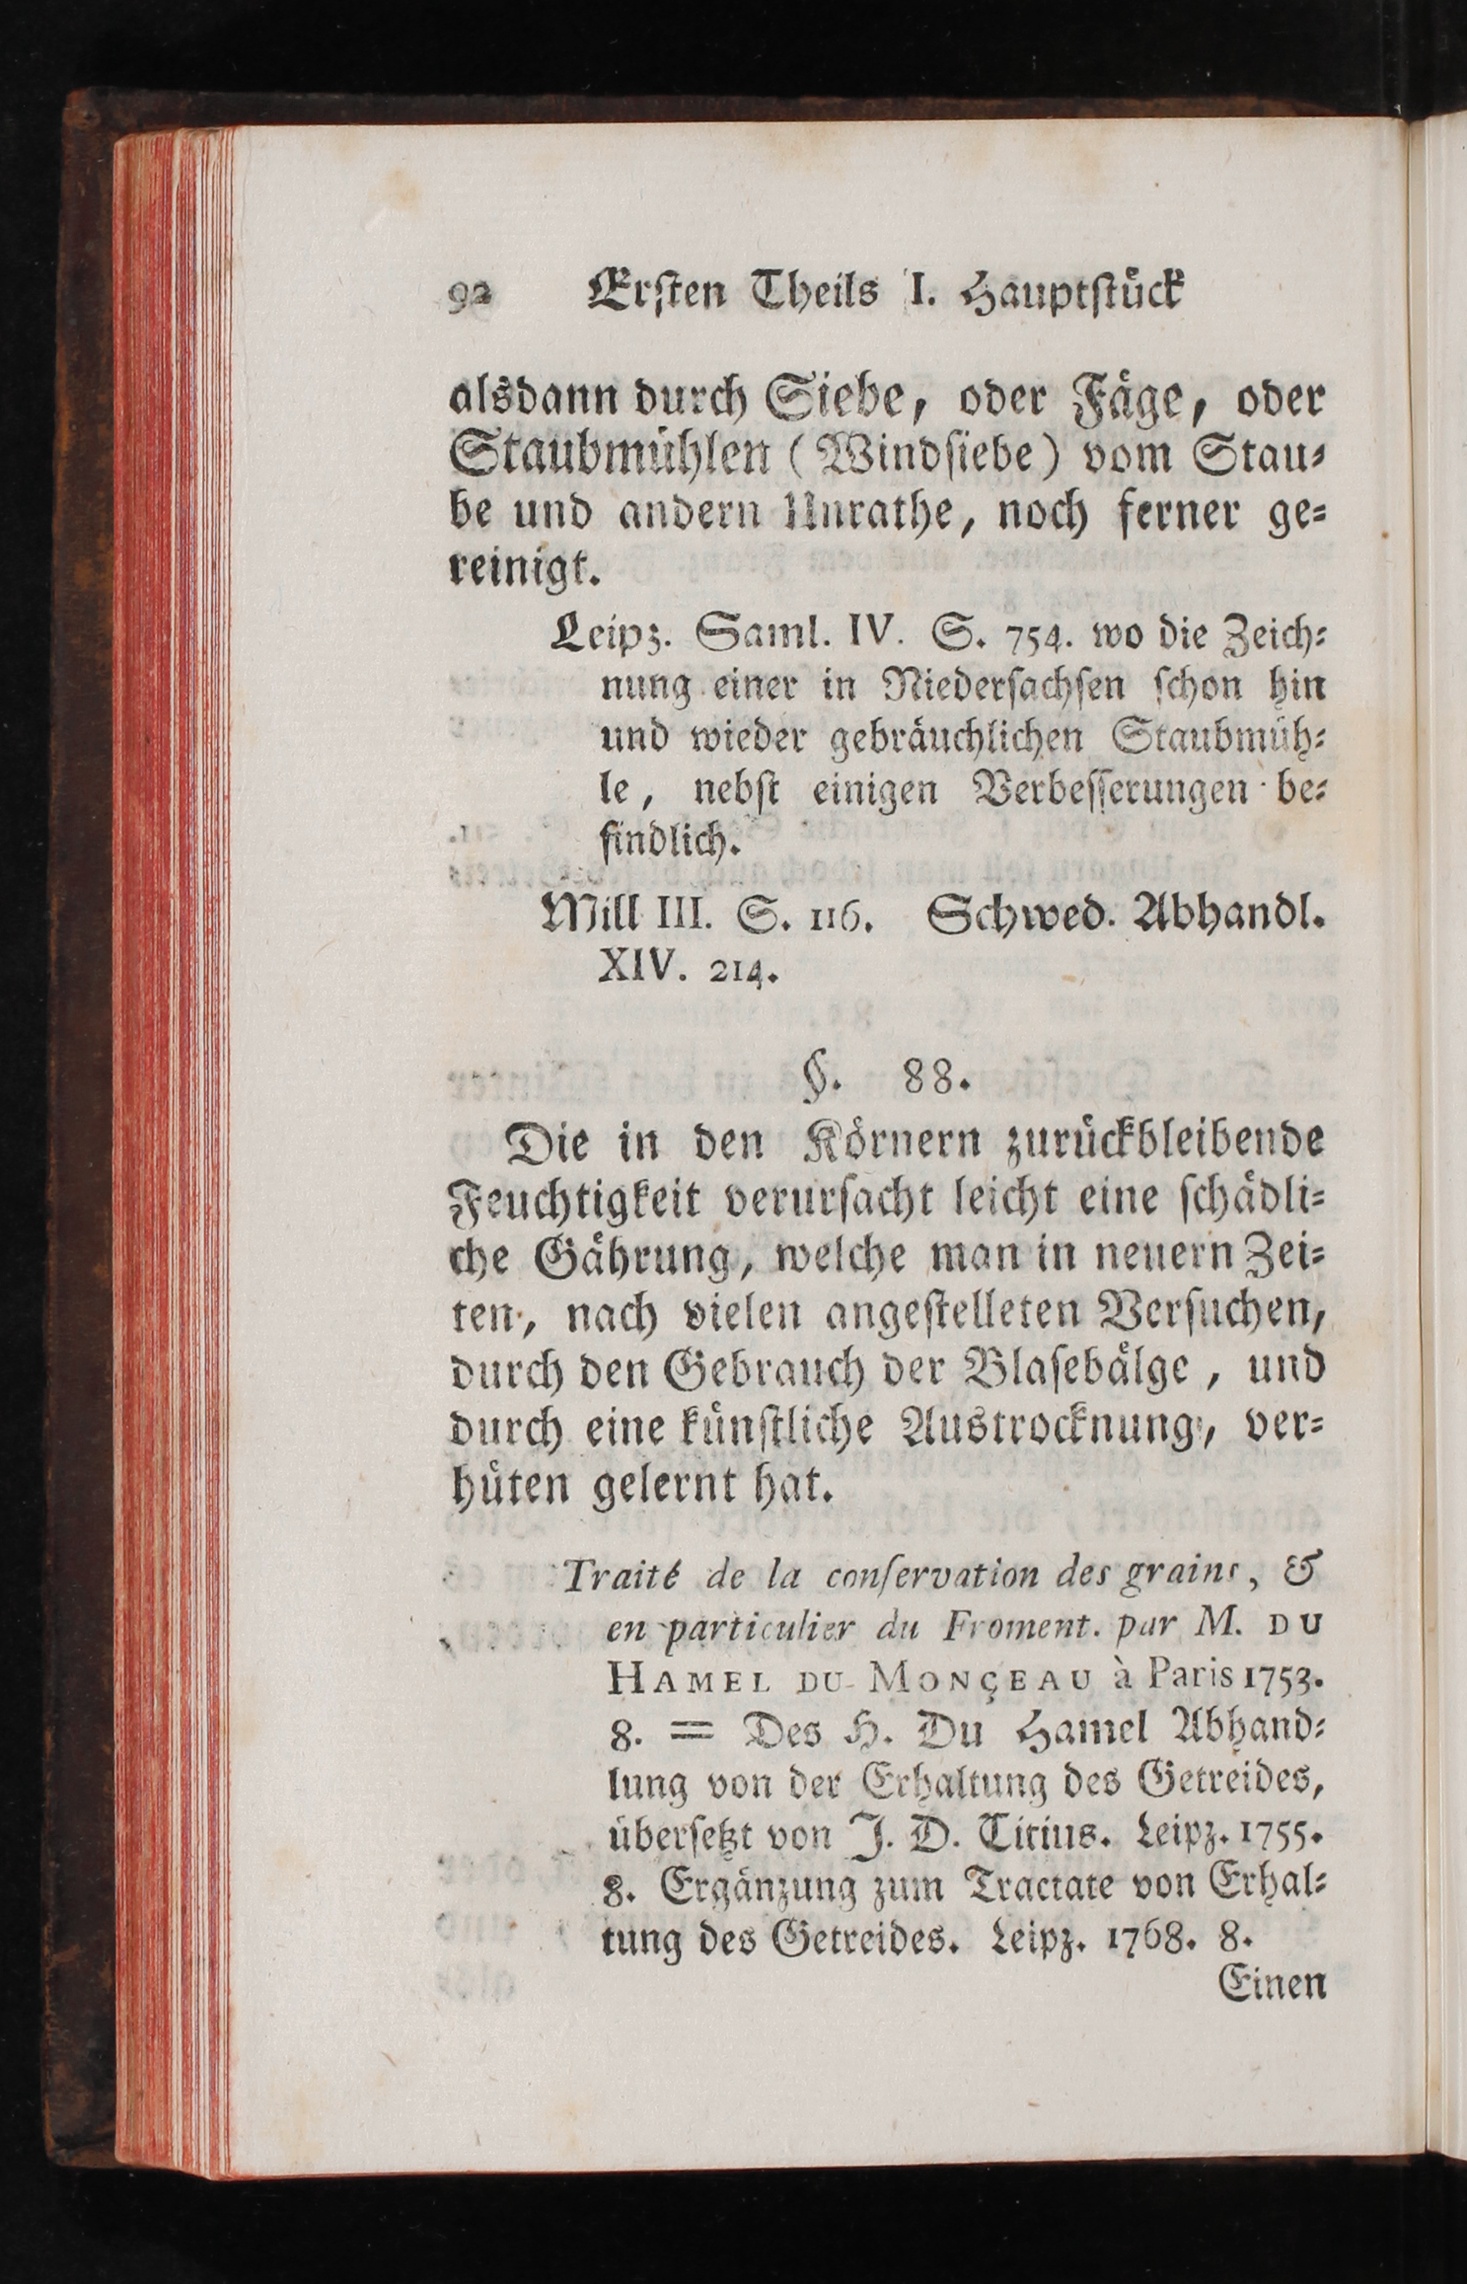 92 Erſten Theils I. Hauptſtück
alsdann durch Siebe, oder Fäge, oder
Staubmühlen (Windſiebe) vom Stau⸗
be und andern Unrathe, noch ferner ge⸗
reinigt.
Leipz. Saml. IV. S. 754. wo die Zeich⸗
nung einer in Niederſachſen ſchon hin
und wieder gebräuchlichen Staubmüh⸗
le, nebſt einigen Verbeſſerungen be⸗
findlich.
Mill III. S. 116. Schwed. Abhandl.
XIV. 214.
§. 88.
Die in den Körnern zurückbleibende
Feuchtigkeit verurſacht leicht eine ſchädli⸗
che Gährung, welche man in neuern Zei⸗
ten, nach vielen angeſtelleten Verſuchen,
durch den Gebrauch der Blaſebälge, und
durch eine künſtliche Austrocknung, ver⸗
hüten gelernt hat.
Traité de la conſervation des grains, &
en particulier du Froment. par M. DU
HAMEL DU MONÇEAU à Paris 1753.
8. = Des H. Du Hamel Abhand⸗
lung von der Erhaltung des Getreides,
überſetzt von J. D. Titius. Leipz. 1755.
8. Ergänzung zum Tractate von Erhal⸗
tung des Getreides. Leipz. 1768. 8.
Einen